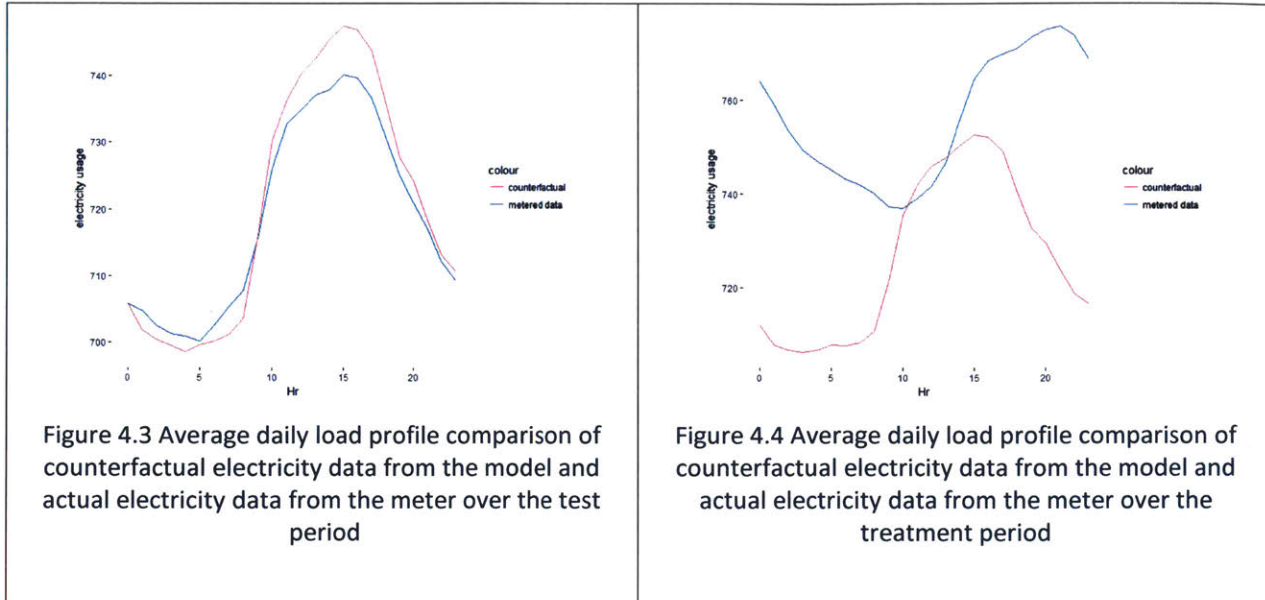 740
730
720
710
700
electricity usage
0
5
10
15
20
Hr
colour
counterfactual
metered data
Figure 4.3 Average daily load profile comparison of
counterfactual electricity data from the model and
actual electricity data from the meter over the test
period
760
740
720
electricity usage
0
5
10
15
20
Hr
colour
counterfactual
metered data
Figure 4.4 Average daily load profile comparison of
counterfactual electricity data from the model and
actual electricity data from the meter over the
treatment period